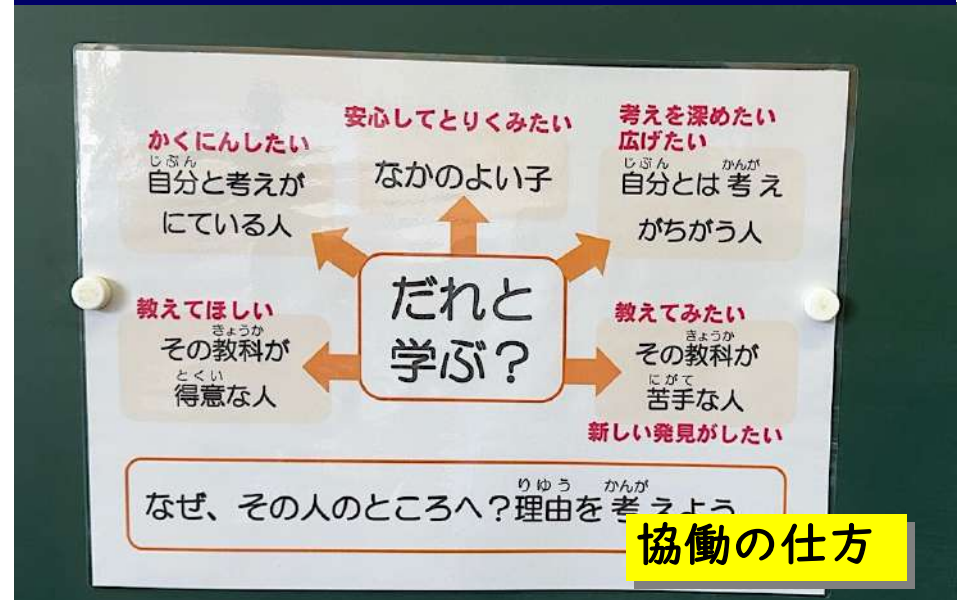 安心してとりくみたい
なかのよい子
かくにんしたい
じぶん
自分と考えが
にている人
考えを深めたい
広げたい
じぶん かんが
自分とは考え
がちがう人
だれと
学ぶ?
教えてほしい
きょうか
その教科が
とくい
得意な人
教えてみたい
きょうか
その教科が
にがて
苦手な人
新しい発見がしたい
りゆう かんが
なぜ、その人のところへ?理由を考えよう
協働の仕方